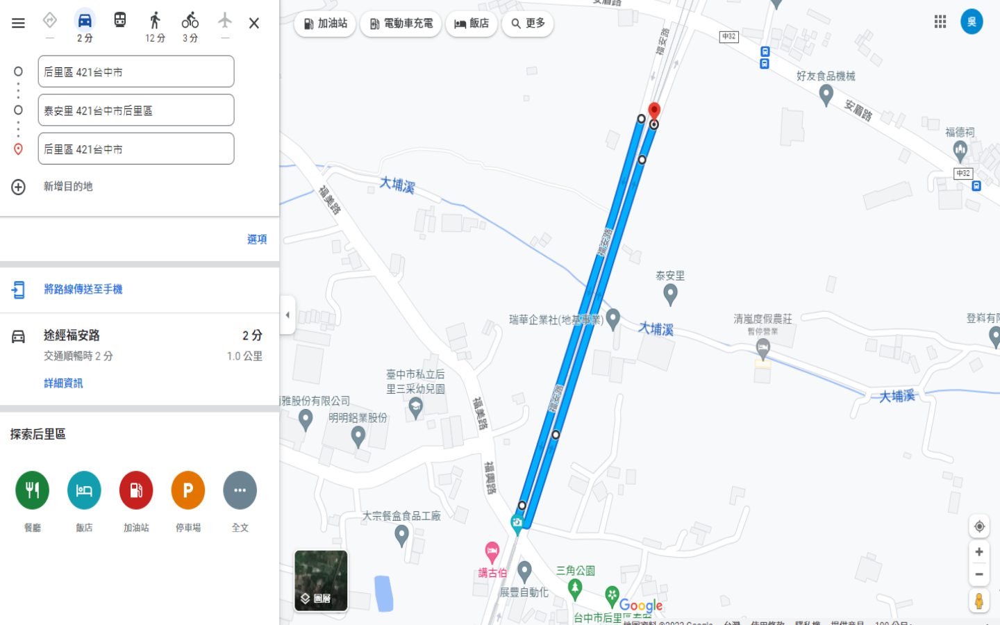 2 分
12 分
3 分
后里區 421台中市
泰安里 421台中市后里區
后里區 421台中市
新增目的地
選項
將路線傳送至手機
途經福安路
2 分
交通順暢時 2 分
1.0 公里
詳細資訊
探索后里區
餐廳
飯店
加油站
停車場
全文
加油站
電動車充電
飯店
更多
吳
安眉路
福安路
中32
好友食品機械
安眉路
福德祠
中32
大埔溪
福美路
福安路
泰安里
瑞華企業社(地基事業)
大埔溪
清嵐度假農莊
暫停營業
臺中市私立后
里三采幼兒園
雅股份有限公司
明明鋁業股份
福美路
福安路
大埔溪
福興路
大宗餐盒食品工廠
講古伯
展豐自動化
三角公園
圖層
Google
台中市后里區泰安
地圖資料 ©2023 Google
台灣
使用條款
隱私權
提供意見
100 公尺